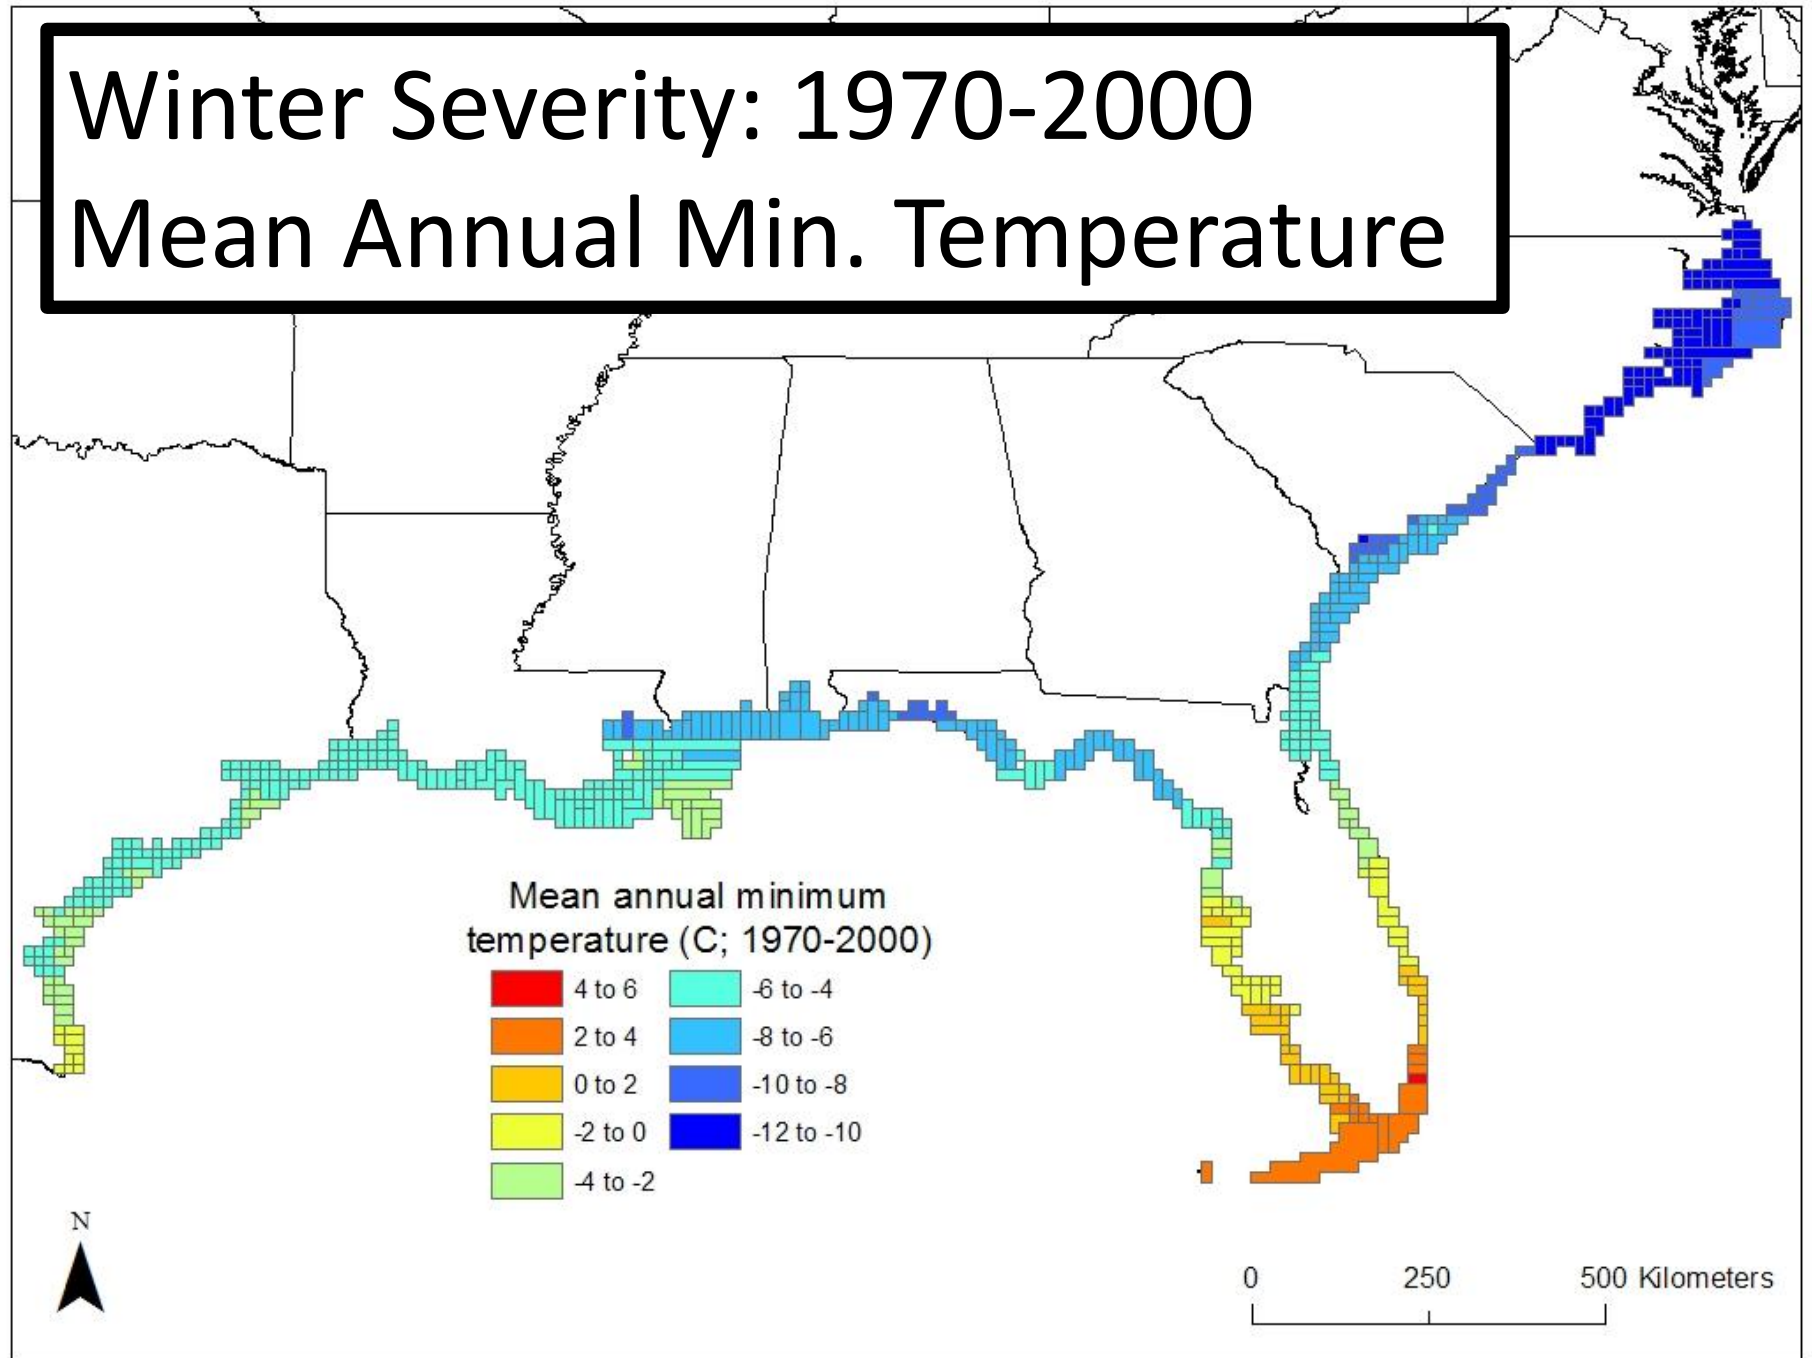 Winter Severity: 1970-2000
Mean Annual Min. Temperature
Mean annual minimum
temperature (C; 1970-2000)
4 to 6
2 to 4
0 to 2
-2 to 0
-4 to -2
-6 to -4
-8 to -6
-10 to -8
-12 to -10
N
0 250 500 Kilometers